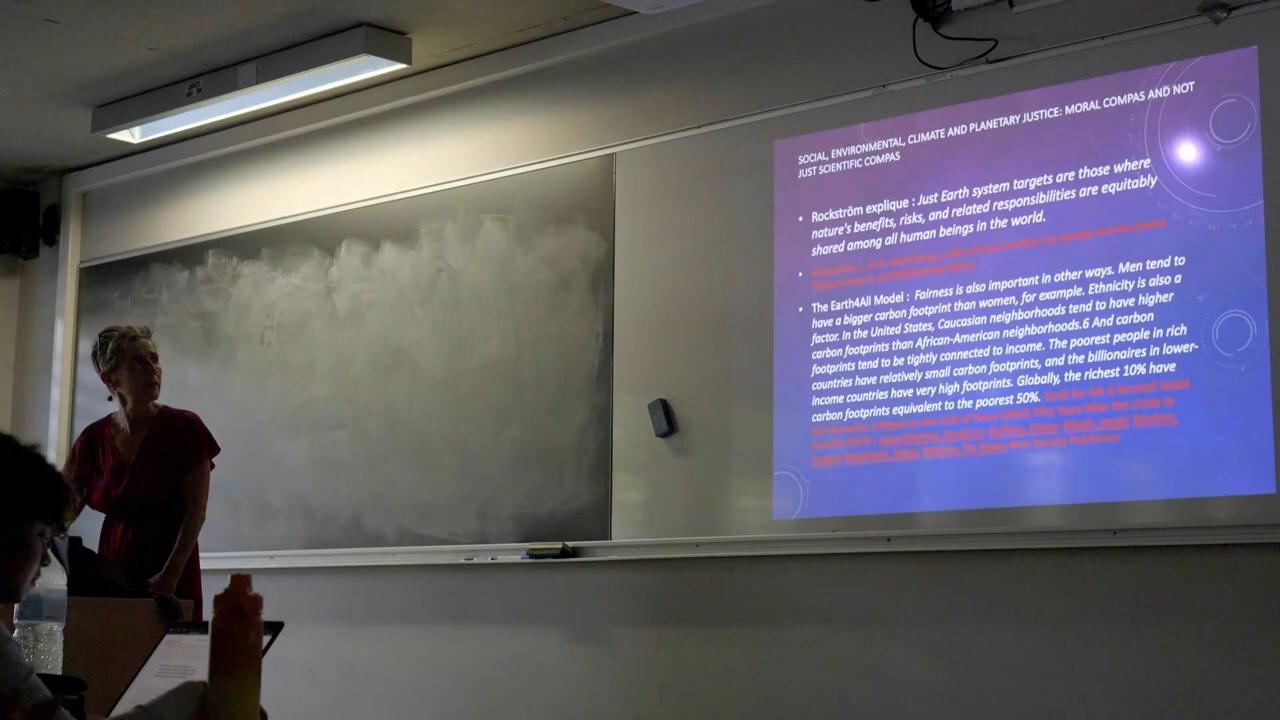 SOCIAL, ENVIRONMENTAL, CLIMATE AND PLANETARY JUSTICE: MORAL COMPAS AND NOT
JUST SCIENTIFIC COMPAS
• Rockström explique : Just Earth system targets are those where
nature's benefits, risks, and related responsibilities are equitably
shared among all human beings in the world.
• The Earth4All Model : Fairness is also important in other ways. Men tend to
have a bigger carbon footprint than women, for example. Ethnicity is also a
factor. In the United States, Caucasian neighborhoods tend to have higher
carbon footprints than African-American neighborhoods.6 And carbon
footprints tend to be tightly connected to income. The poorest people in rich
countries have relatively small carbon footprints, and the billionaires in lower-
income countries have very high footprints. Globally, the richest 10% have
carbon footprints equivalent to the poorest 50%. Earth for All: A Survival Guide